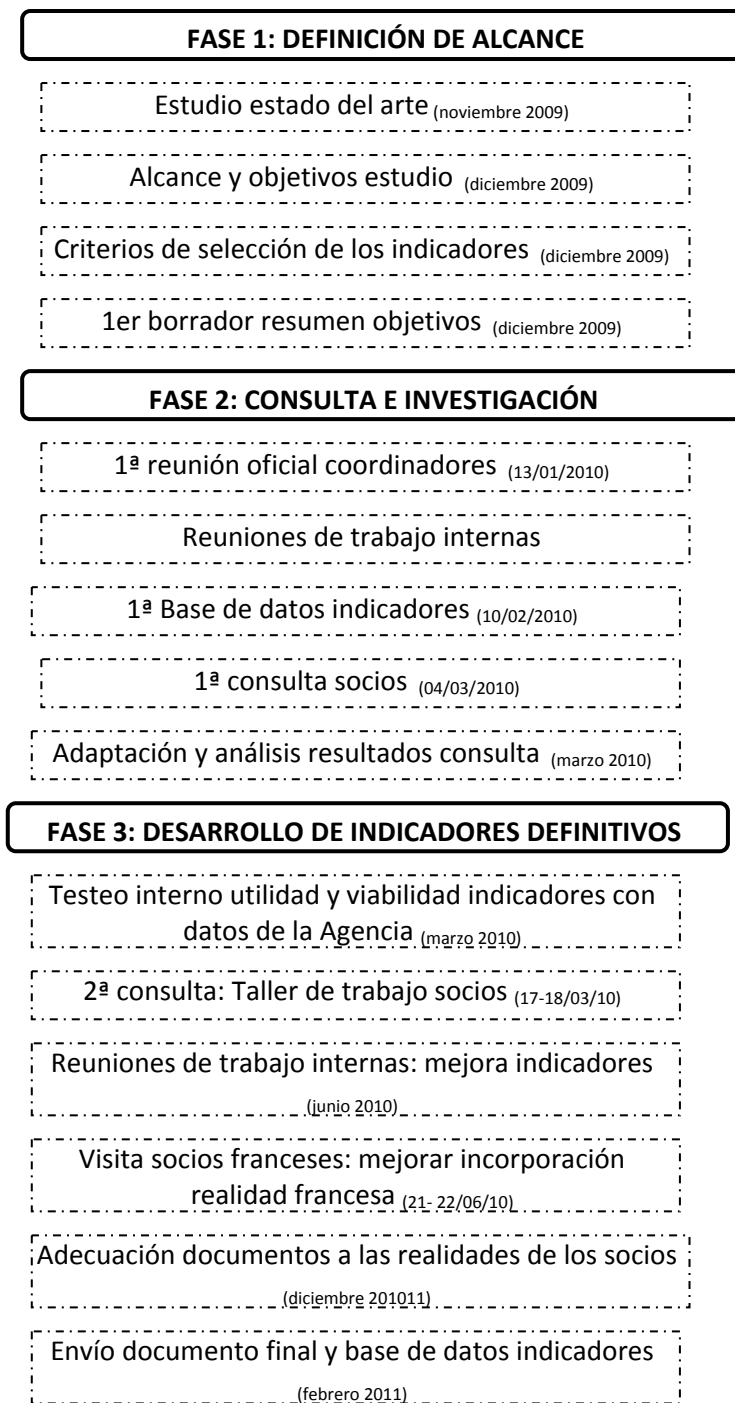 FASE 1: DEFINICIÓN DE ALCANCE
Estudio estado del arte (noviembre 2009)
Alcance y objetivos estudio (diciembre 2009)
Criterios de selección de los indicadores (diciembre 2009)
1er borrador resumen objetivos (diciembre 2009)
FASE 2: CONSULTA E INVESTIGACIÓN
1ª reunión oficial coordinadores (13/01/2010)
Reuniones de trabajo internas
1ª Base de datos indicadores (10/02/2010)
1ª consulta socios (04/03/2010)
Adaptación y análisis resultados consulta (marzo 2010)
FASE 3: DESARROLLO DE INDICADORES DEFINITIVOS
Testeo interno utilidad y viabilidad indicadores con
datos de la Agencia (marzo 2010)
2ª consulta: Taller de trabajo socios (17-18/03/10)
Reuniones de trabajo internas: mejora indicadores
(junio 2010)
Visita socios franceses: mejorar incorporación
realidad francesa (21- 22/06/10)
Adecuación documentos a las realidades de los socios
(diciembre 201011)
Envío documento final y base de datos indicadores
(febrero 2011)